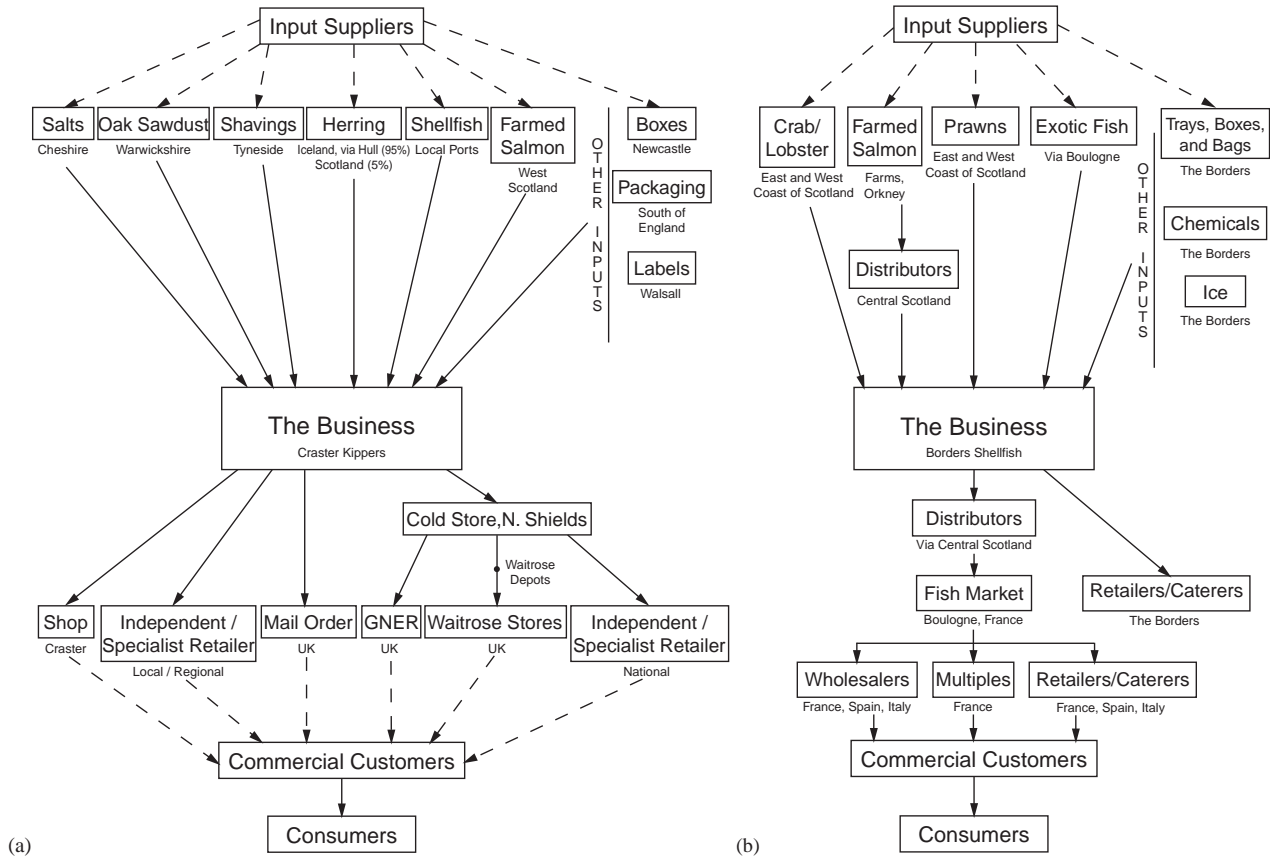 Input Suppliers
Salts
Cheshire
Oak Sawdust
Warwickshire
Shavings
Tyneside
Herring
Iceland, via Hull (95%)
Scotland (5%)
Shellfish
Local Ports
Farmed
Salmon
West
Scotland
OTHER INPUTS
Boxes
Newcastle
Packaging
South of
England
Labels
Walsall
The Business
Craster Kippers
Cold Store,N. Shields
Waitrose
Depots
Shop
Craster
Independent /
Specialist Retailer
Local / Regional
Mail Order
UK
GNER
UK
Waitrose Stores
UK
Independent /
Specialist Retailer
National
Commercial Customers
Consumers
(a)
Input Suppliers
Crab/
Lobster
East and West
Coast of Scotland
Farmed
Salmon
Farms,
Orkney
Distributors
Central Scotland
Prawns
East and West
Coast of Scotland
Exotic Fish
Via Boulogne
OTHER INPUTS
Trays, Boxes,
and Bags
The Borders
Chemicals
The Borders
Ice
The Borders
The Business
Borders Shellfish
Distributors
Via Central Scotland
Fish Market
Boulogne, France
Retailers/Caterers
The Borders
Wholesalers
France, Spain, Italy
Multiples
France
Retailers/Caterers
France, Spain, Italy
Commercial Customers
Consumers
(b)